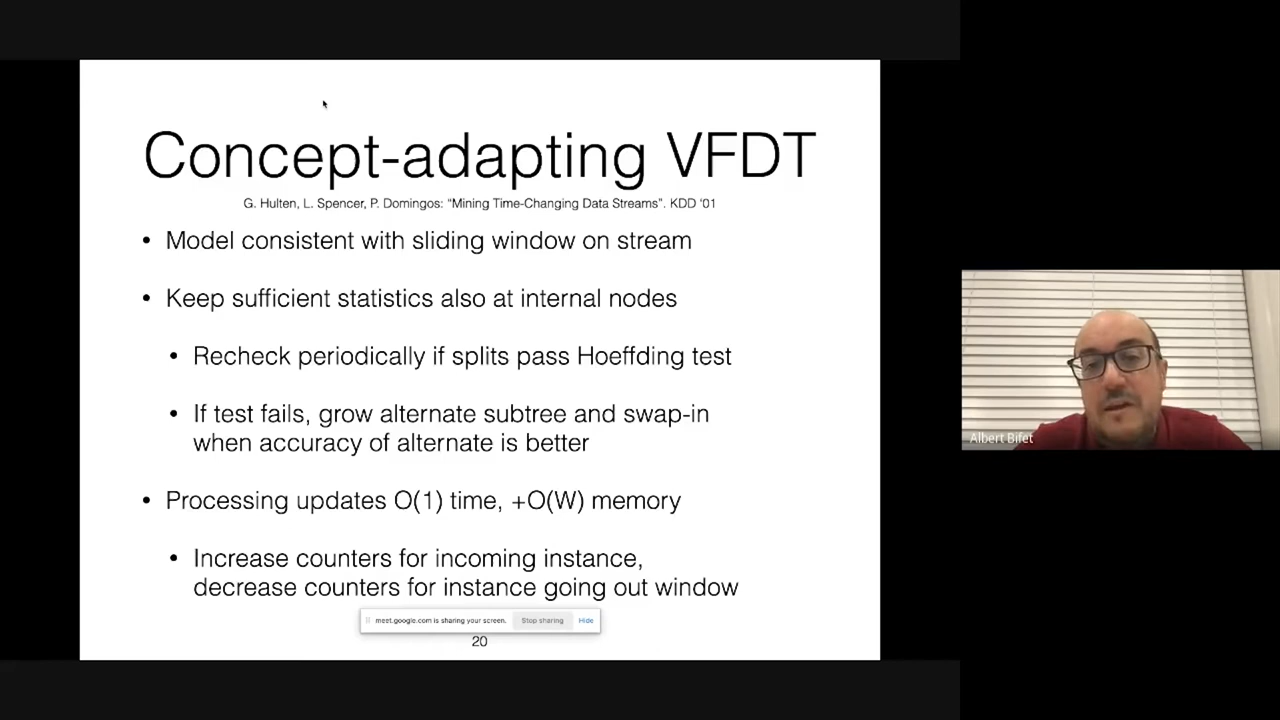 Concept-adapting VFDT
G. Hulten, L. Spencer, P. Domingos: “Mining Time-Changing Data Streams”. KDD ‘01
• Model consistent with sliding window on stream
• Keep sufficient statistics also at internal nodes
• Recheck periodically if splits pass Hoeffding test
• If test fails, grow alternate subtree and swap-in
when accuracy of alternate is better
• Processing updates O(1) time, +O(W) memory
• Increase counters for incoming instance,
decrease counters for instance going out window
meet.google.com is sharing your screen. Stop sharing Hide
20
Albert Bifet